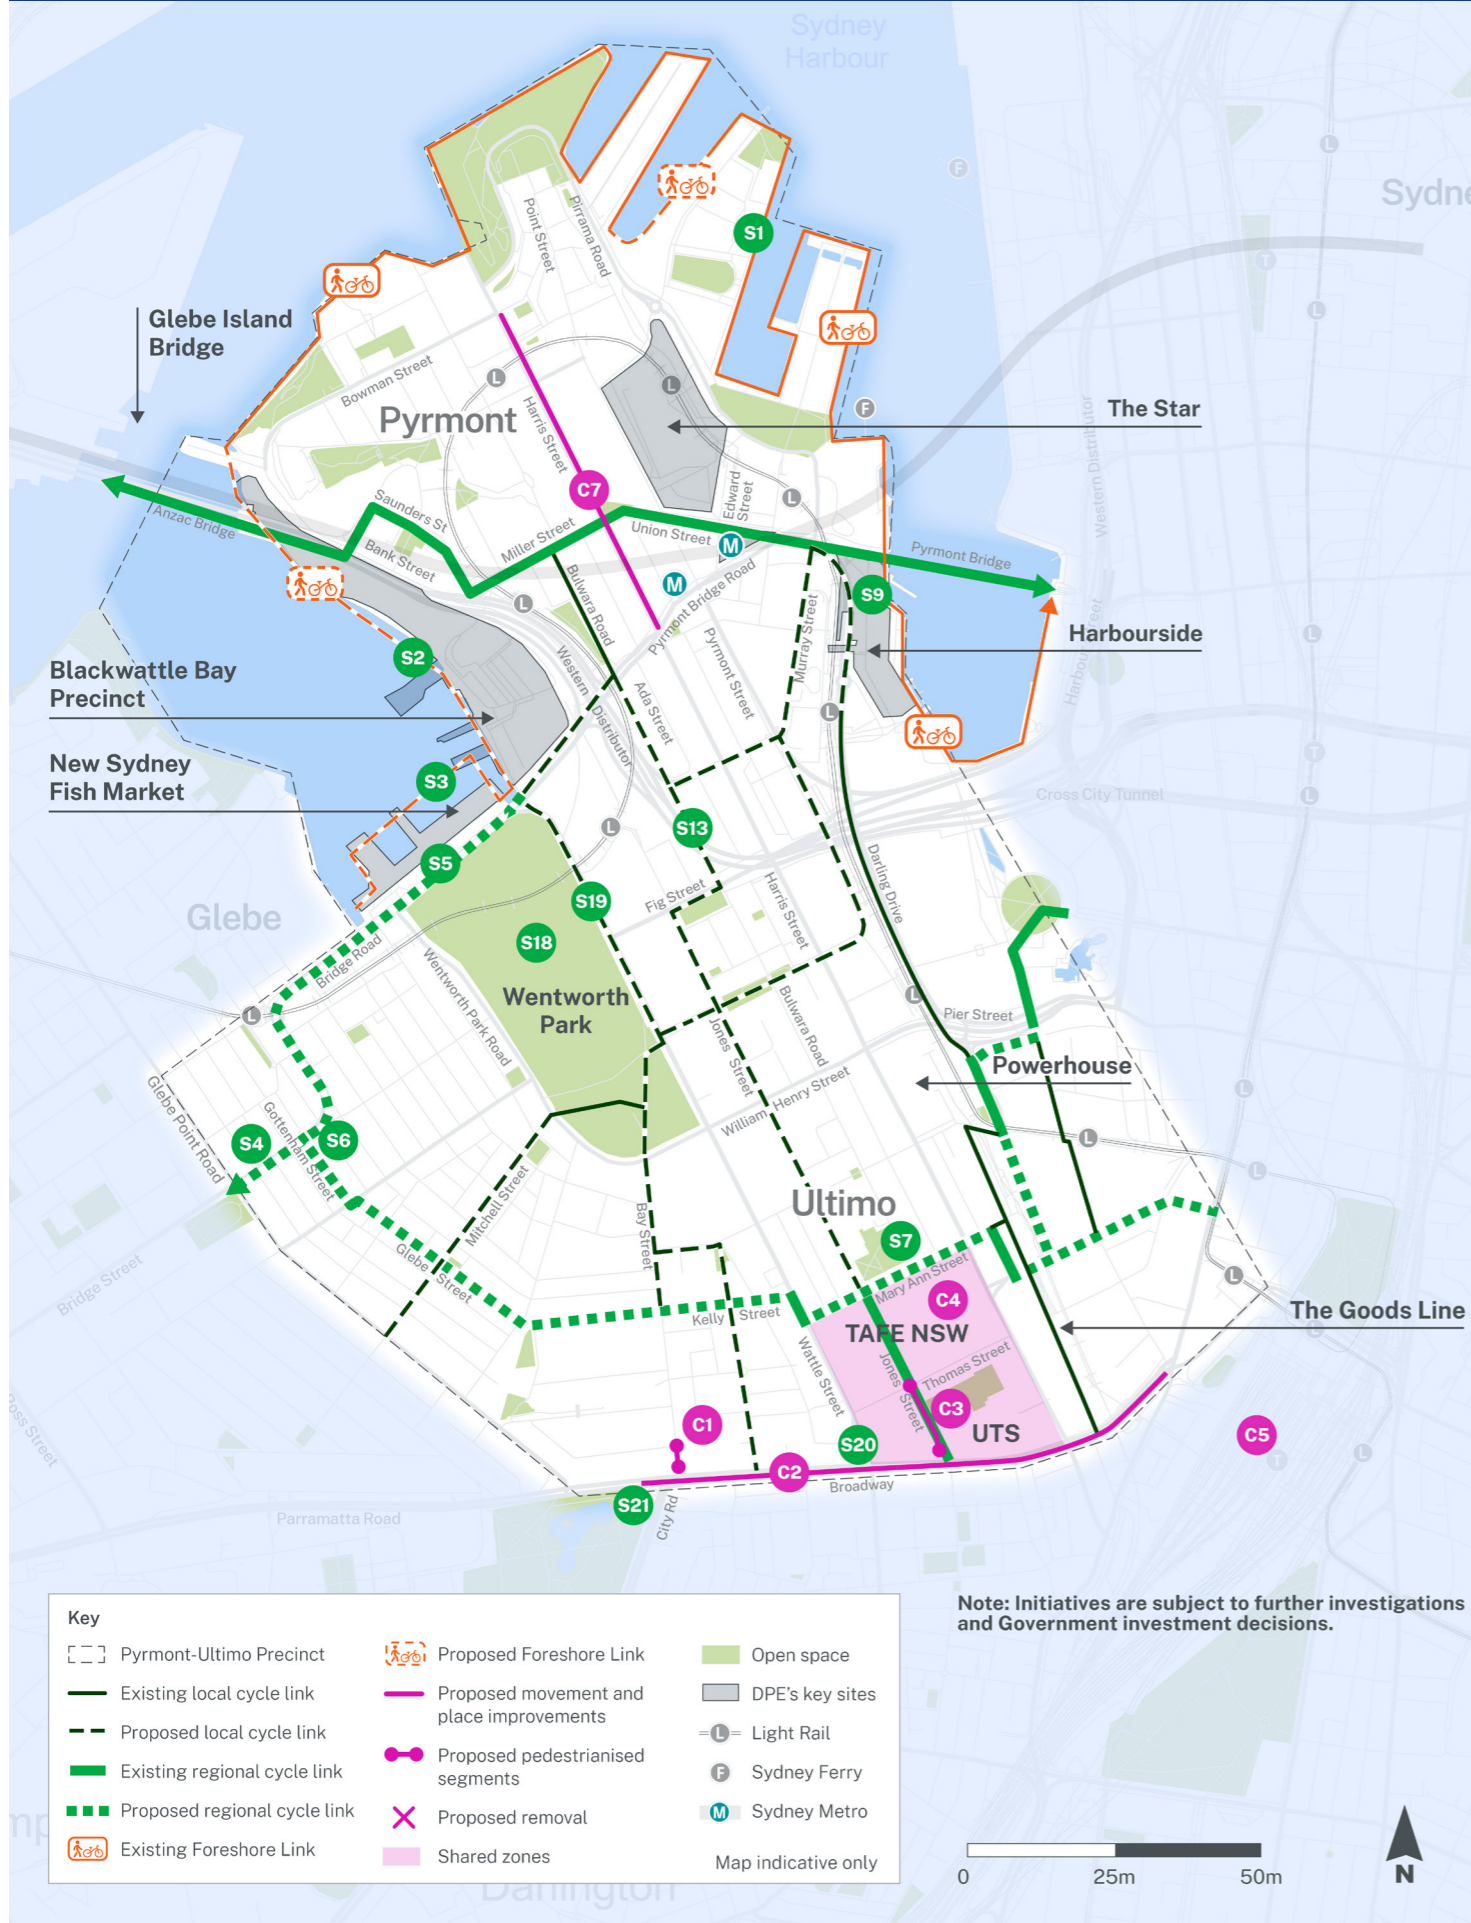 Sydney
Harbour
Sydne
F
L
Point Street
Pirrama Road
S1
T
L
Glebe Island
Bridge
Bowman Street
L
L
Pyrmont
Harris Street
F
The Star
Western Distributor
C7
Edward
Street
L
Saunders St
Anzac Bridge
Miller Street
Union Street
M
Pyrmont Bridge
Bank Street
M
Pyrmont Bridge Road
L
Bulwara Road
S9
Murray Street
Harbourside
L
S2
Blackwattle Bay
Precinct
Western Distributor
Ada Street
Pyrmont Street
L
T
New Sydney
Fish Market
S3
Cross City Tunnel
L
L
S13
S5
Darling Drive
S19
Fig Street
Harris Street
Glebe
S18
Bridge Road
Wentworth Park Road
Wentworth
Park
L
L
Bulwara Road
Pier Street
Jones Street
Powerhouse
Glebe Point Road
William Henry Street
L
Gottenham Street
S4
S6
L
L
Mitchell Street
Ultimo
Bay Street
S7
Glebe Street
Mary Ann Street
Bridge Street
L
C4
Kelly Street
The Goods Line
L
TAFE NSW
Wattle Street
Jones Street
Thomas Street
C3
Ross Street
C1
UTS
S20
C5
L
T
C2
Broadway
S21
City Rd
Parramatta Road
Note: Initiatives are subject to further investigations
and Government investment decisions.
Key
Pyrmont-Ultimo Precinct
Existing local cycle link
Proposed local cycle link
Existing regional cycle link
Proposed regional cycle link
Existing Foreshore Link
Proposed Foreshore Link
Proposed movement and
place improvements
Proposed pedestrianised
segments
Proposed removal
Shared zones
Open space
DPE's key sites
L Light Rail
F Sydney Ferry
M Sydney Metro
Map indicative only
0 25m 50m
N
Darlington